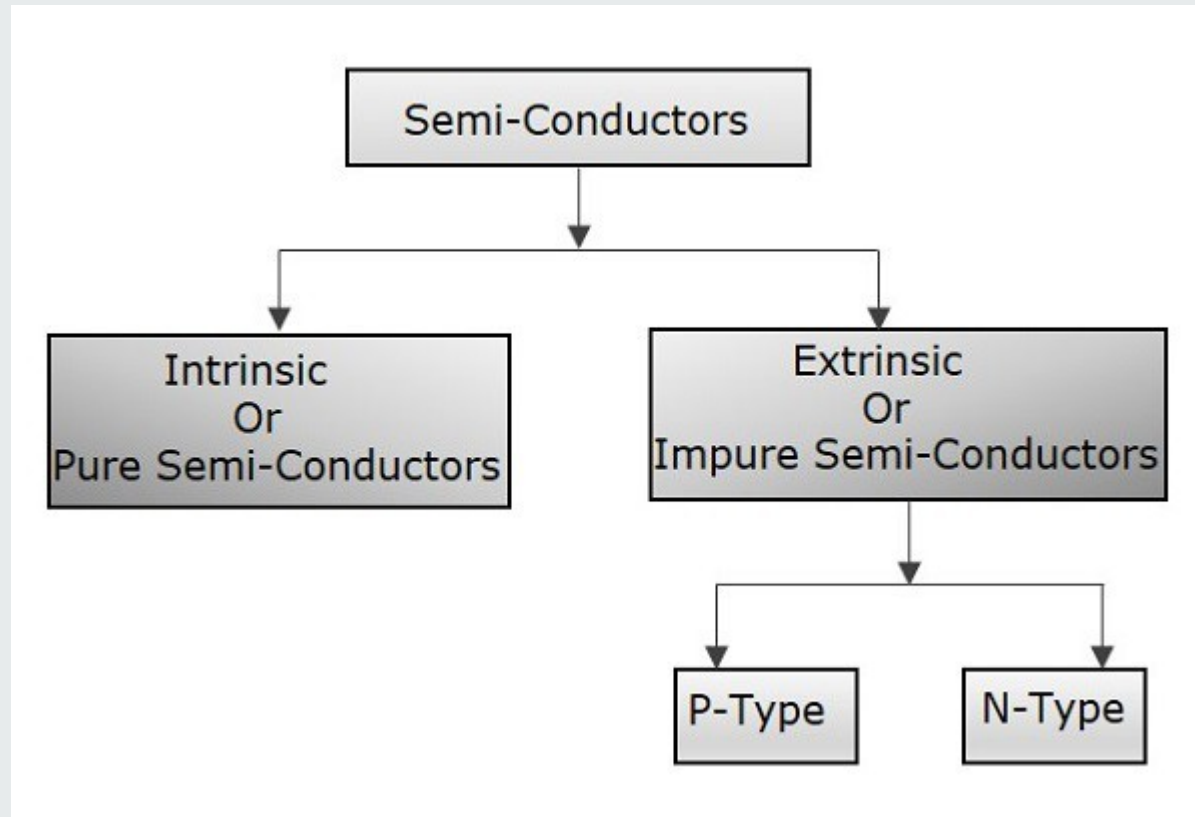 Semi-Conductors
Intrinsic
Or
Pure Semi-Conductors
Extrinsic
Or
Impure Semi-Conductors
P-Type
N-Type